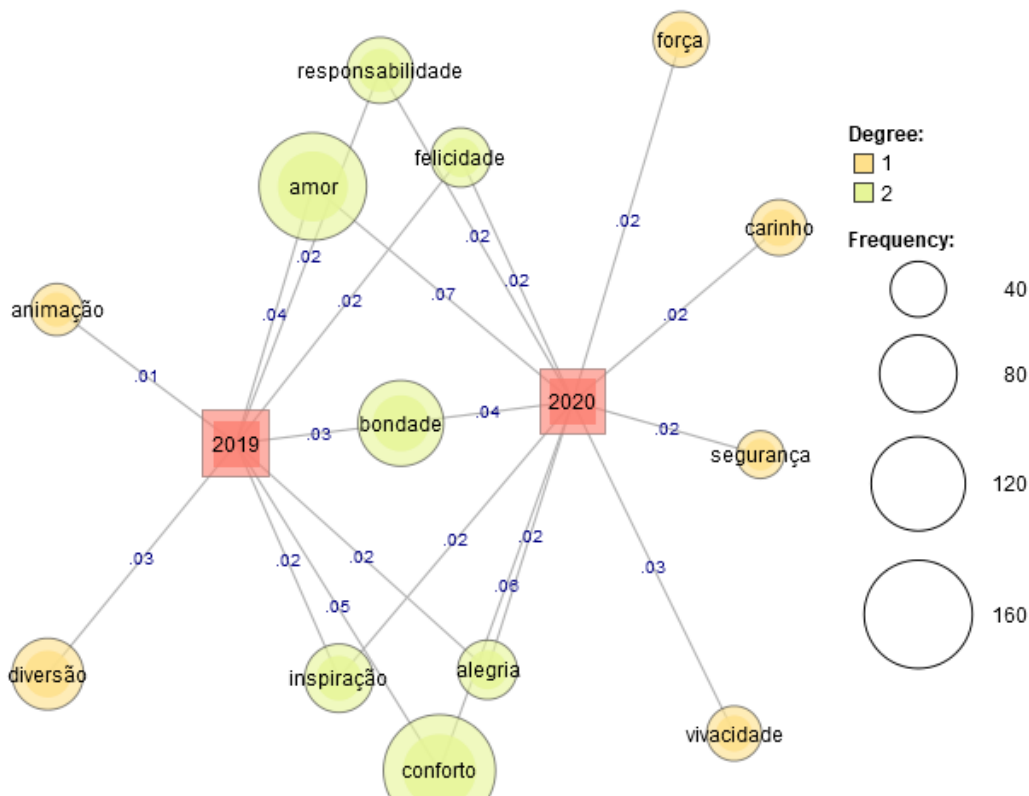 força
responsabilidade
Degree:
1
felicidade
2
amor
.02
carinho
Frequency:
.02
.02
.02
.02
40
.02
.07
animação
.04
.02
80
.01
2020
bondade
.04
2019
.03
.02
segurança
120
.02
.02
.03
.02
.02
.03
.06
.05
160
alegria
diversão
inspiração
vivacidade
conforto